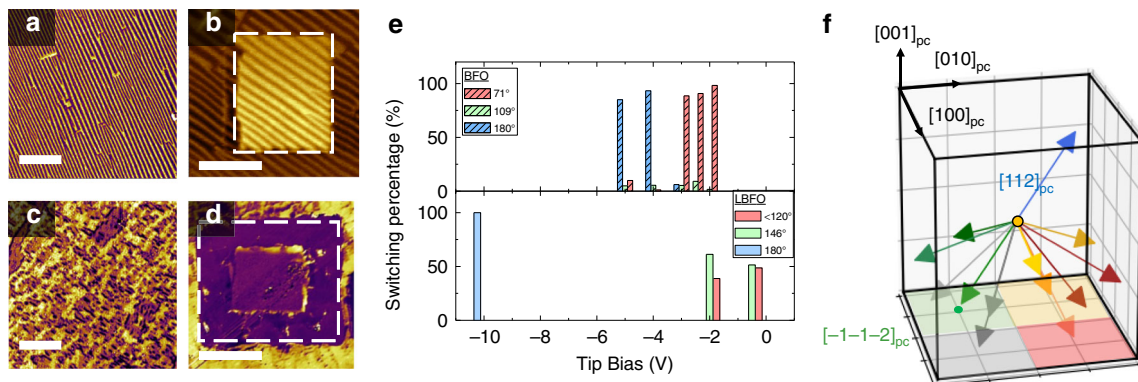 a
b
c
d
e
BFO
71°
109°
180°
100
50
0
LBFO
<120°
146°
180°
100
50
0
Switching percentage (%)
−10
−8
−6
−4
−2
0
Tip Bias (V)
f
[001]pc
[010]pc
[100]pc
[112]pc
[−1−1−2]pc